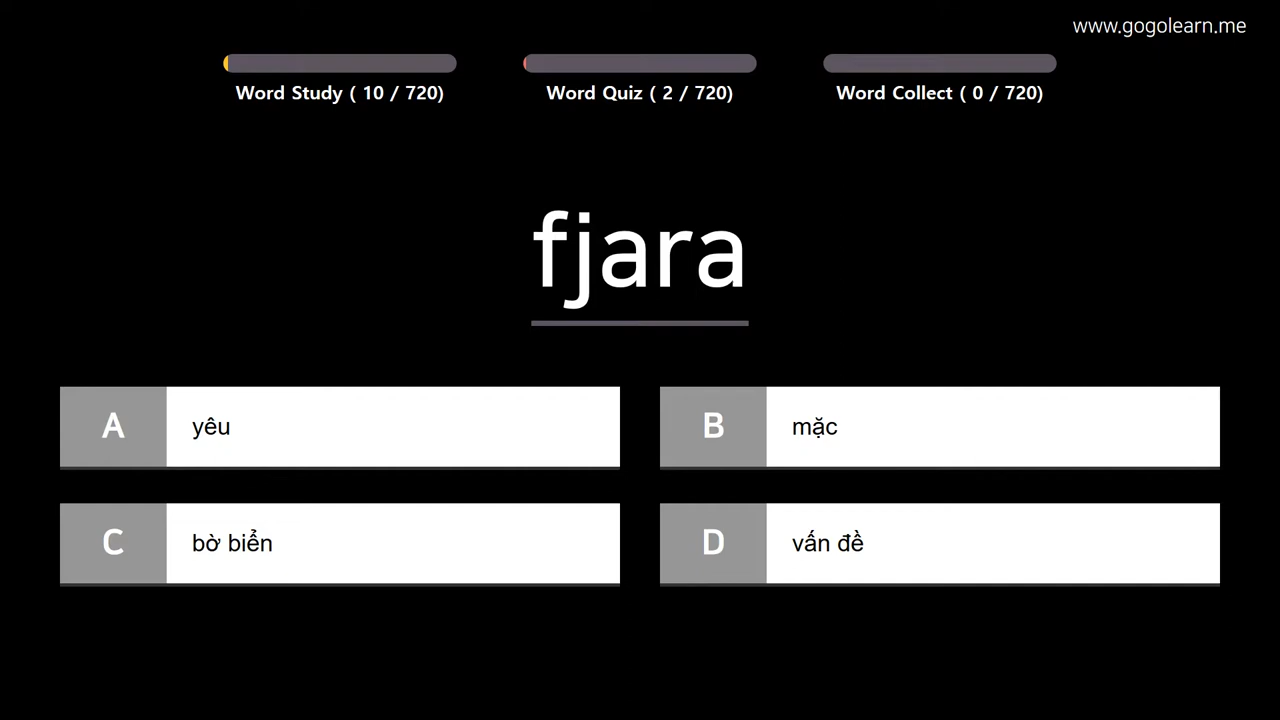 www.gogolearn.me
Word Study ( 10 / 720)
Word Quiz ( 2 / 720)
Word Collect ( 0 / 720)
fjara
A yêu
B mặc
C bờ biển
D vấn đề